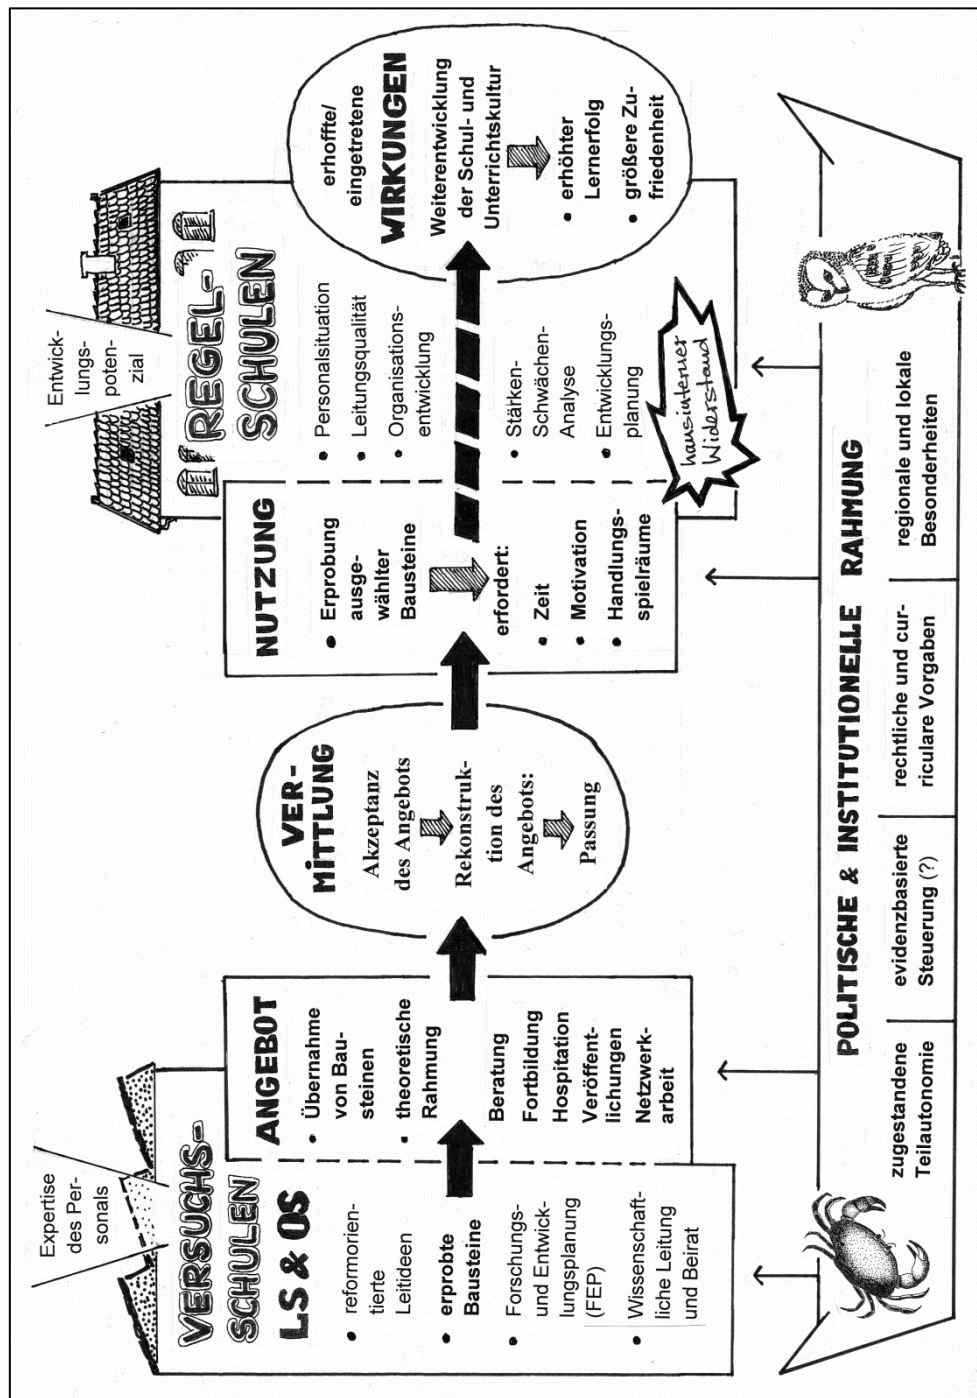 Expertise
des Per-
sonals
VERSUCHS-
SCHULEN
LS & OS
• reformorien-
tierte
Leitideen
• erprobte
Bausteine
• Forschungs-
und Entwick-
lungsplanung
(FEP)
• Wissenschaft-
liche Leitung
und Beirat
ANGEBOT
• Übernahme
von Bau-
steinen
• theoretische
Rahmung
Beratung
Fortbildung
Hospitation
Veröffent-
lichungen
Netzwerk-
arbeit
VER-
MITTLUNG
Akzeptanz
des Angebots
Rekonstruk-
tion des
Angebots:
Passung
NUTZUNG
• Erprobung
ausge-
wählter
Bausteine
erfordert:
• Zeit
• Motivation
• Handlungs-
spielräume
Entwick-
lungs-
poten-
zial
REGEL-
SCHULEN
• Personalsituation
• Leitungsqualität
• Organisations-
entwicklung
• Stärken-
Schwächen-
Analyse
• Entwicklungs-
planung
hausinterner
Widerstand
erhoffte/
eingetretene
WIRKUNGEN
Weiterentwicklung
der Schul- und
Unterrichtskultur
• erhöhter
Lernerfolg
• größere Zu-
friedenheit
POLITISCHE & INSTITUTIONELLE RAHMUNG
zugestandene
Teilautonomie
evidenzbasierte
Steuerung (?)
rechtliche und cur-
riculare Vorgaben
regionale und lokale
Besonderheiten